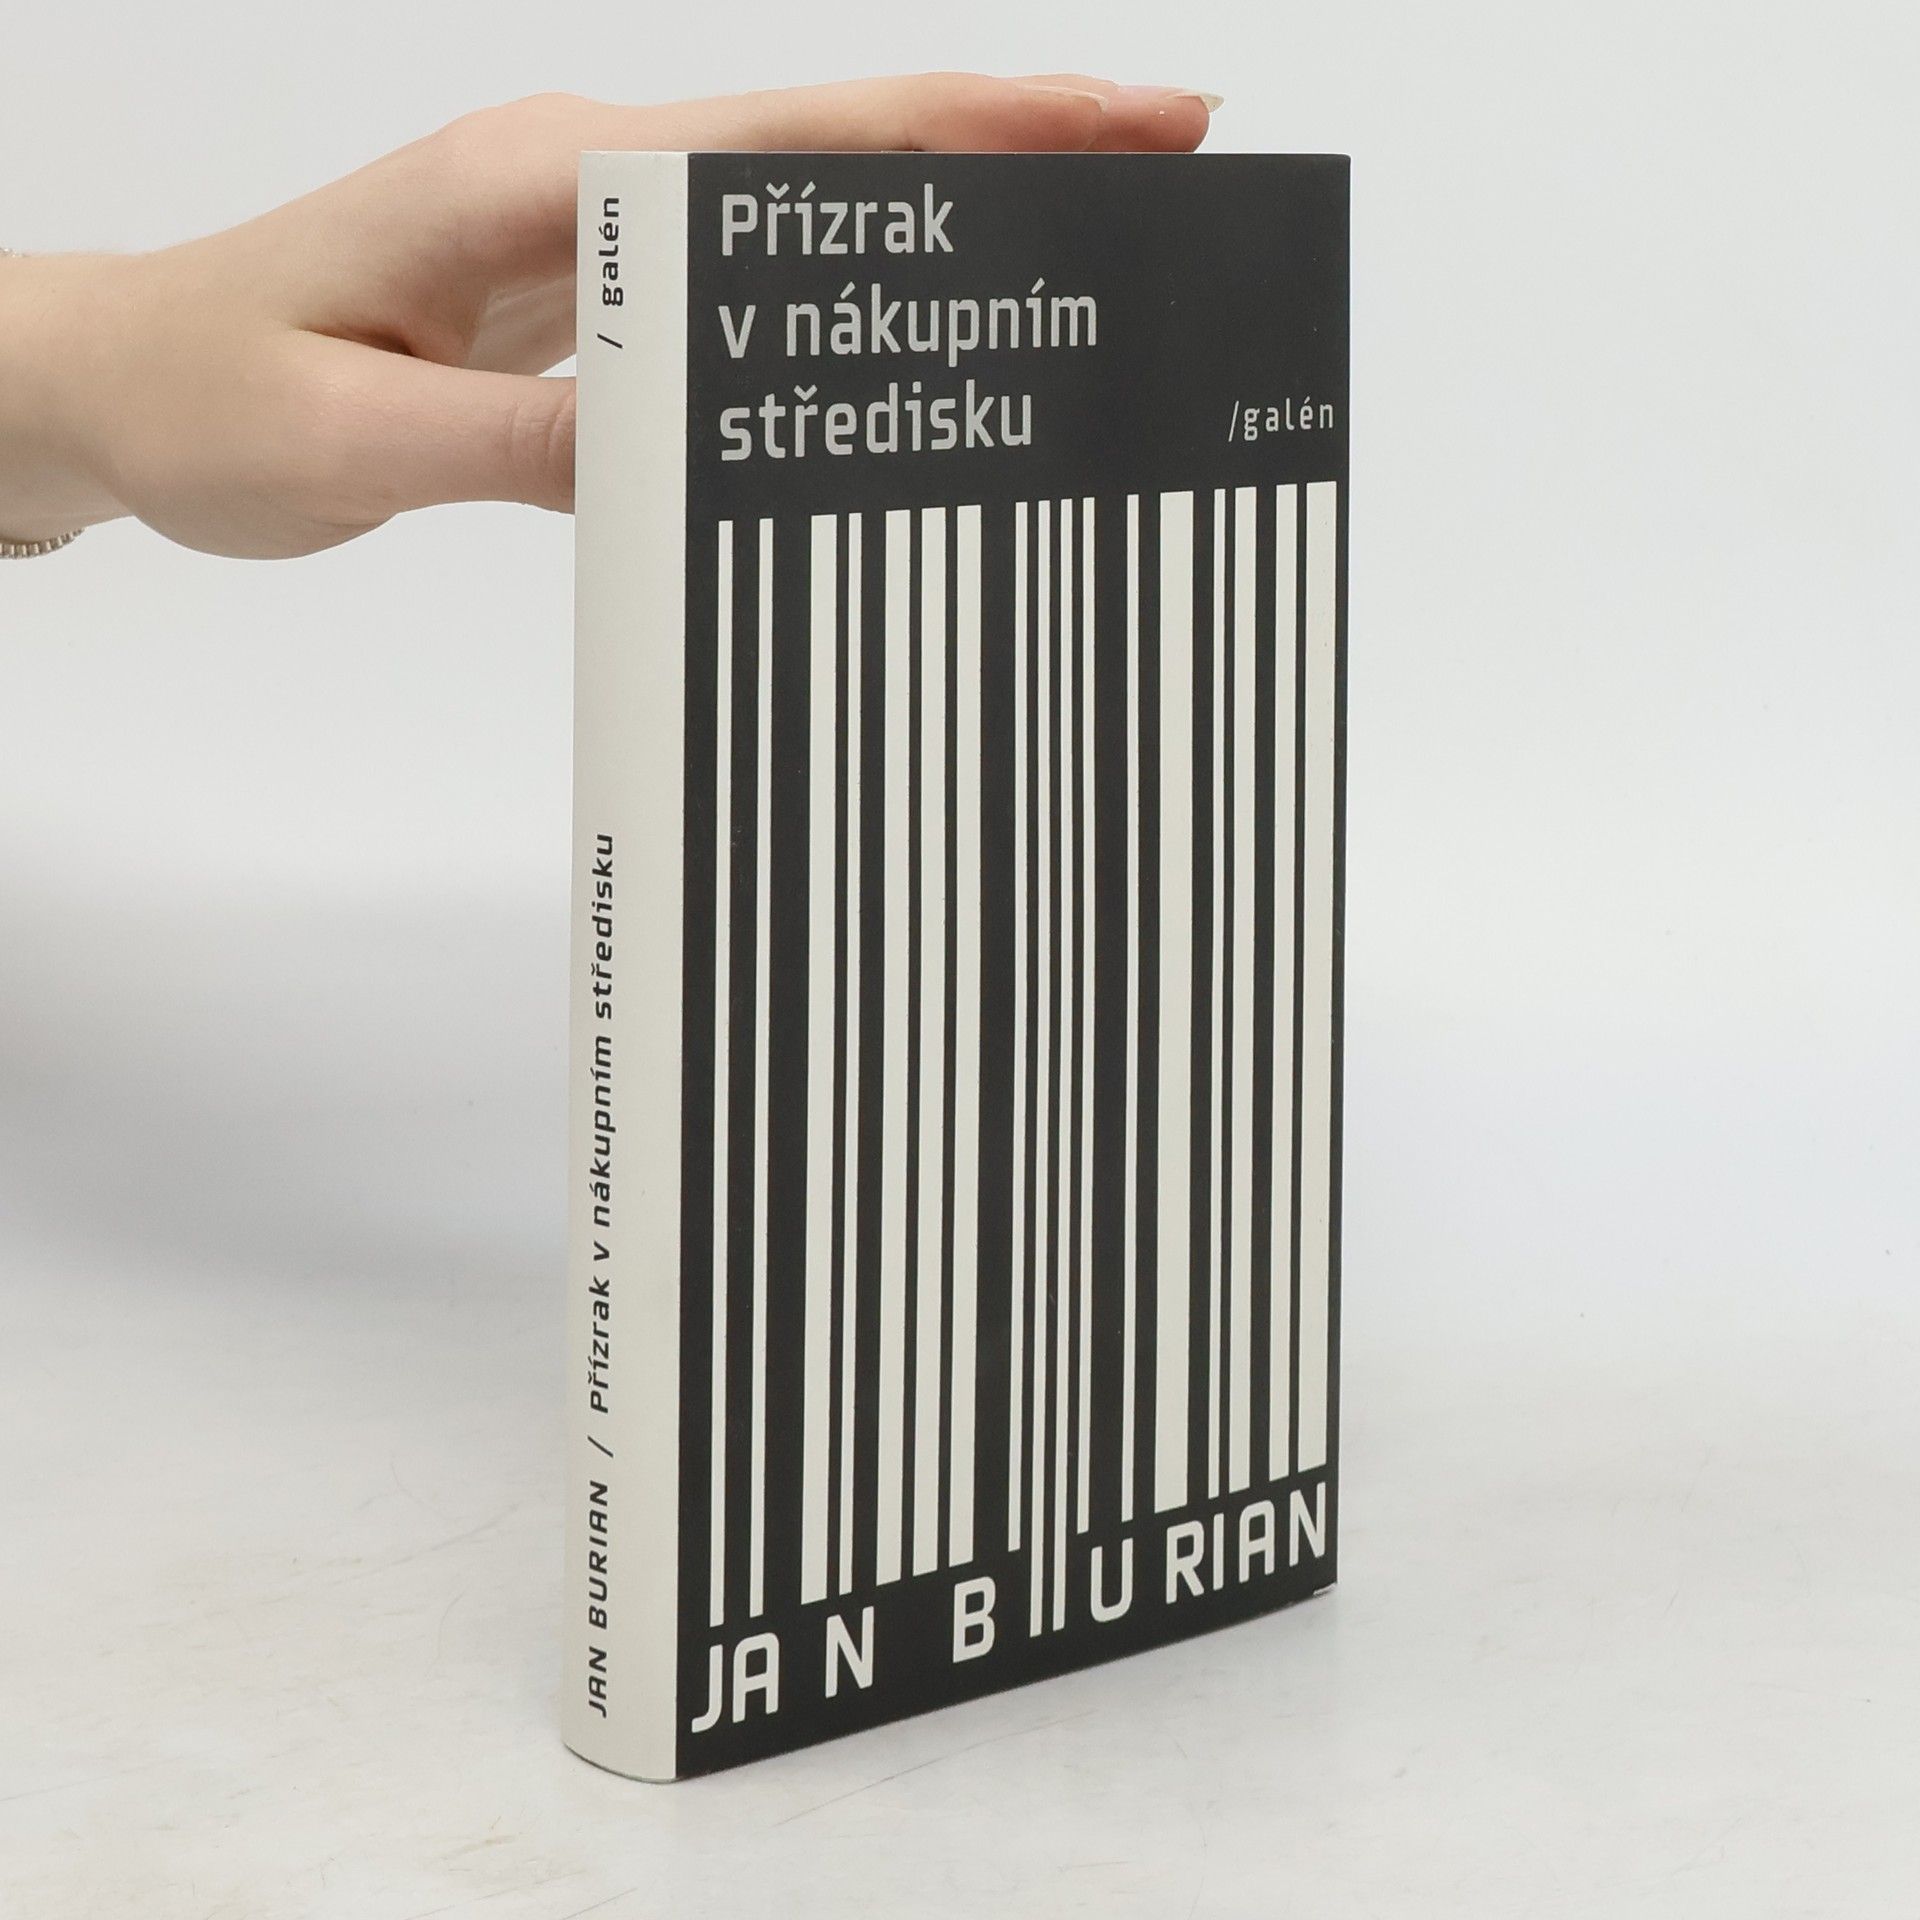 JAN BURIAN / Přízrak v nákupním středisku / galén
Přízrak
v nákupním
středisku
/galén
JAN BURIAN